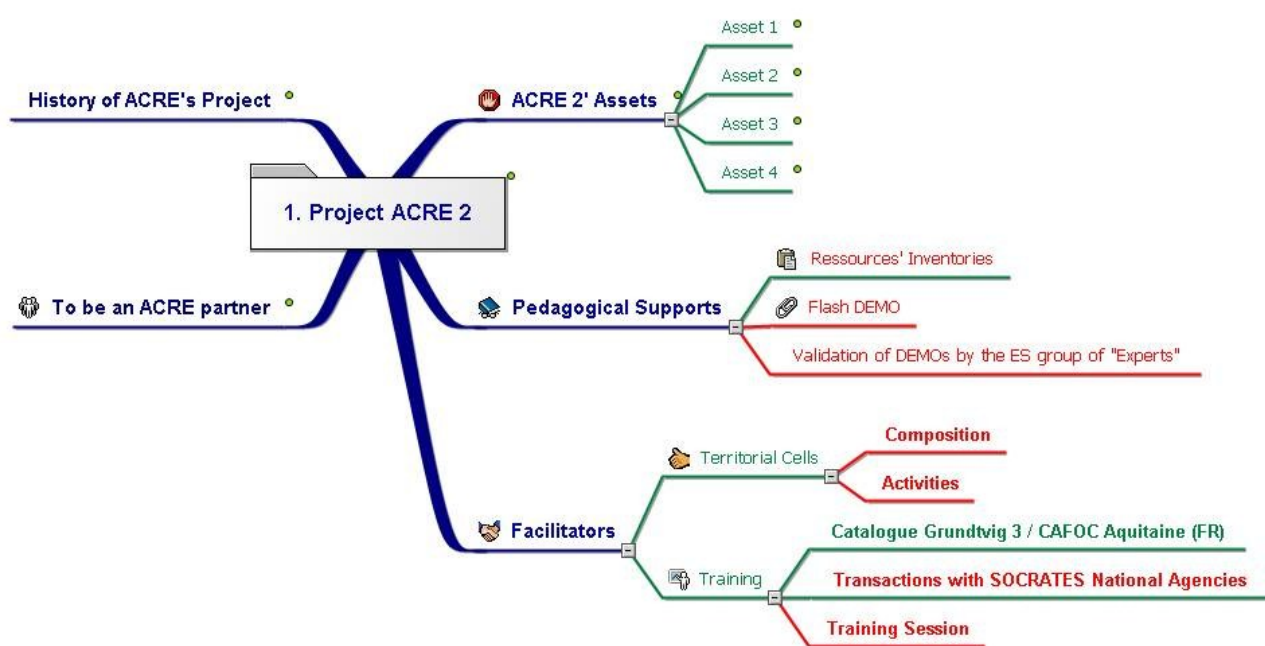 Asset 1
History of ACRE's Project
ACRE 2' Assets
Asset 2
Asset 3
Asset 4
1. Project ACRE 2
To be an ACRE partner
Pedagogical Supports
Ressources' Inventories
Flash DEMO
Validation of DEMOs by the ES group of "Experts"
Facilitators
Territorial Cells
Composition
Activities
Training
Catalogue Grundtvig 3 / CAFOC Aquitaine (FR)
Transactions with SOCRATES National Agencies
Training Session